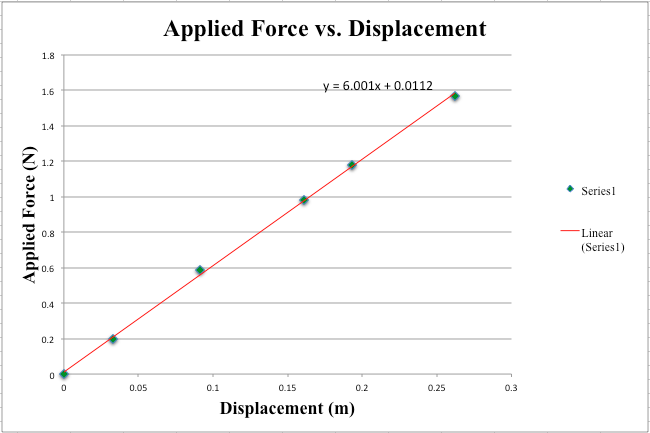 Applied Force vs. Displacement
1.8
1.6
1.4
1.2
1
0.8
0.6
0.4
0.2
0
Applied Force (N)
y = 6.001x + 0.0112
0
0.05
0.1
0.15
0.2
0.25
0.3
Displacement (m)
Series1
Linear
(Series1)